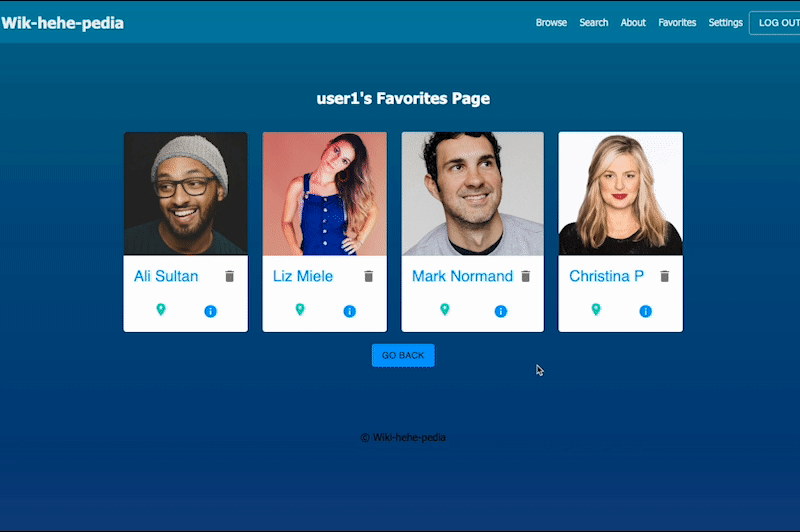 Wik-hehe-pedia
Browse Search About Favorites Settings LOG OUT
user1's Favorites Page
Ali Sultan Liz Miele Mark Normand Christina P
GO BACK
© Wiki-hehe-pedia